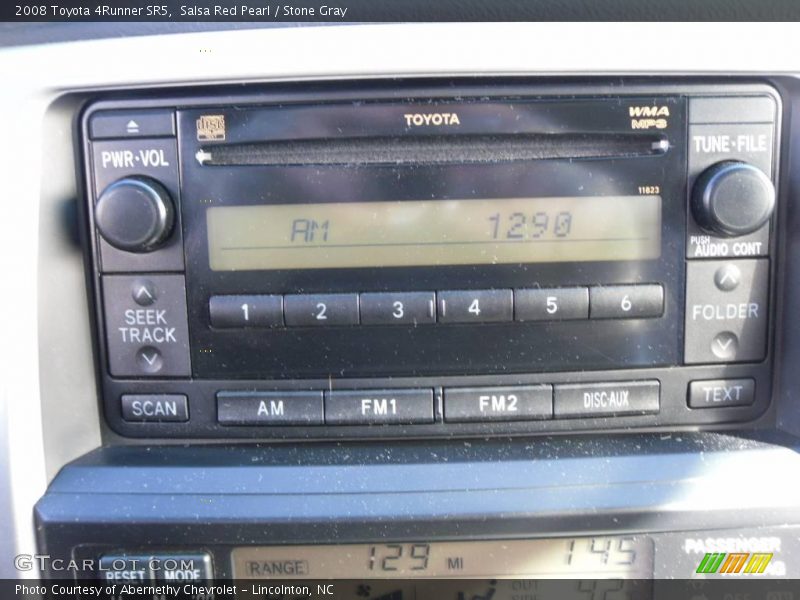 2008 Toyota 4Runner SR5, Salsa Red Pearl / Stone Gray
TOYOTA
WMA
MP3
PWR·VOL
TUNE·FILE
11823
AM 1290
PUSH
AUDIO CONT
1 2 3 4 5 6
SEEK
TRACK
FOLDER
SCAN
AM FM1 FM2 DISC·AUX
TEXT
PASSENGER
RANGE 129 MI 145
GTCARLOT.COM
RESET MODE
OUT
42
Photo Courtesy of Abernethy Chevrolet - Lincolnton, NC